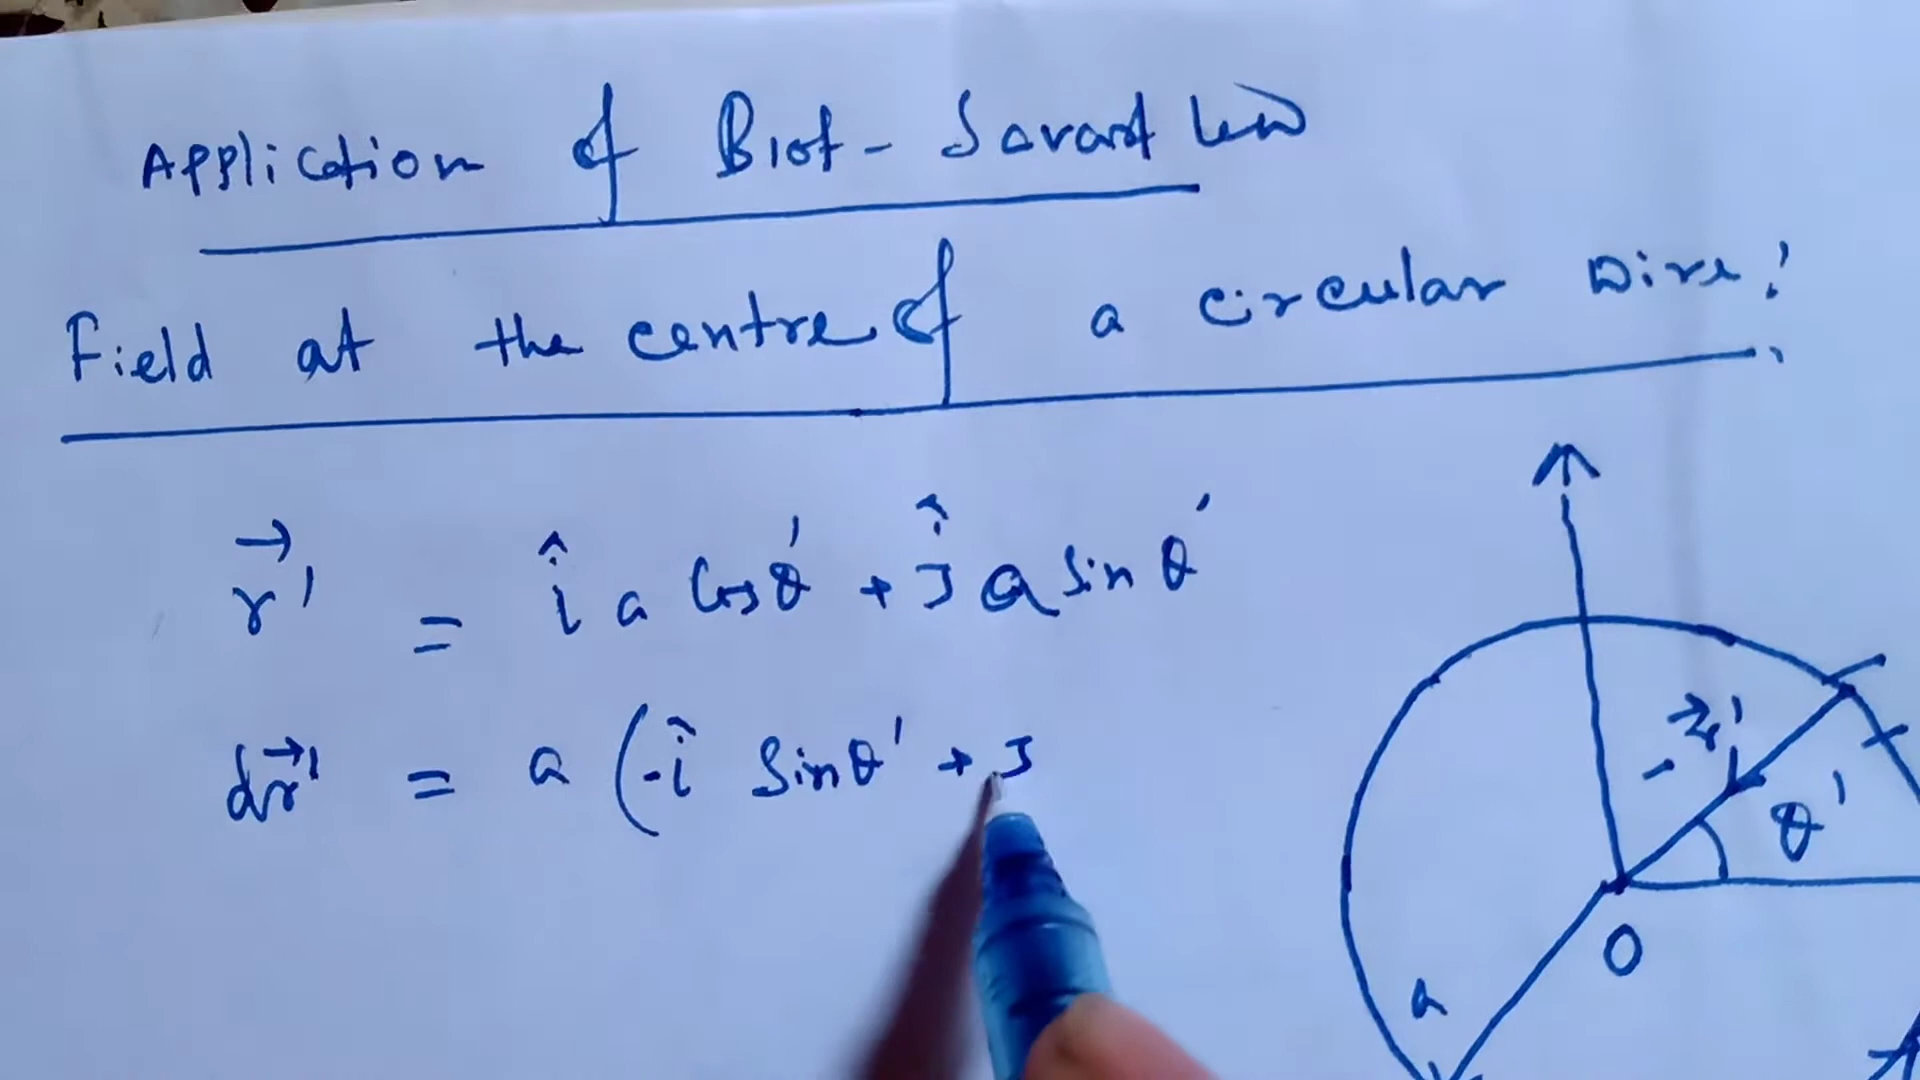 Application of Biot-Savart law
Field at the centre of a circular wire:
r⃗' = î a cosθ' + ĵ a sinθ'
dr⃗' = a (-î sinθ' + J
- r⃗'
θ'
O
a